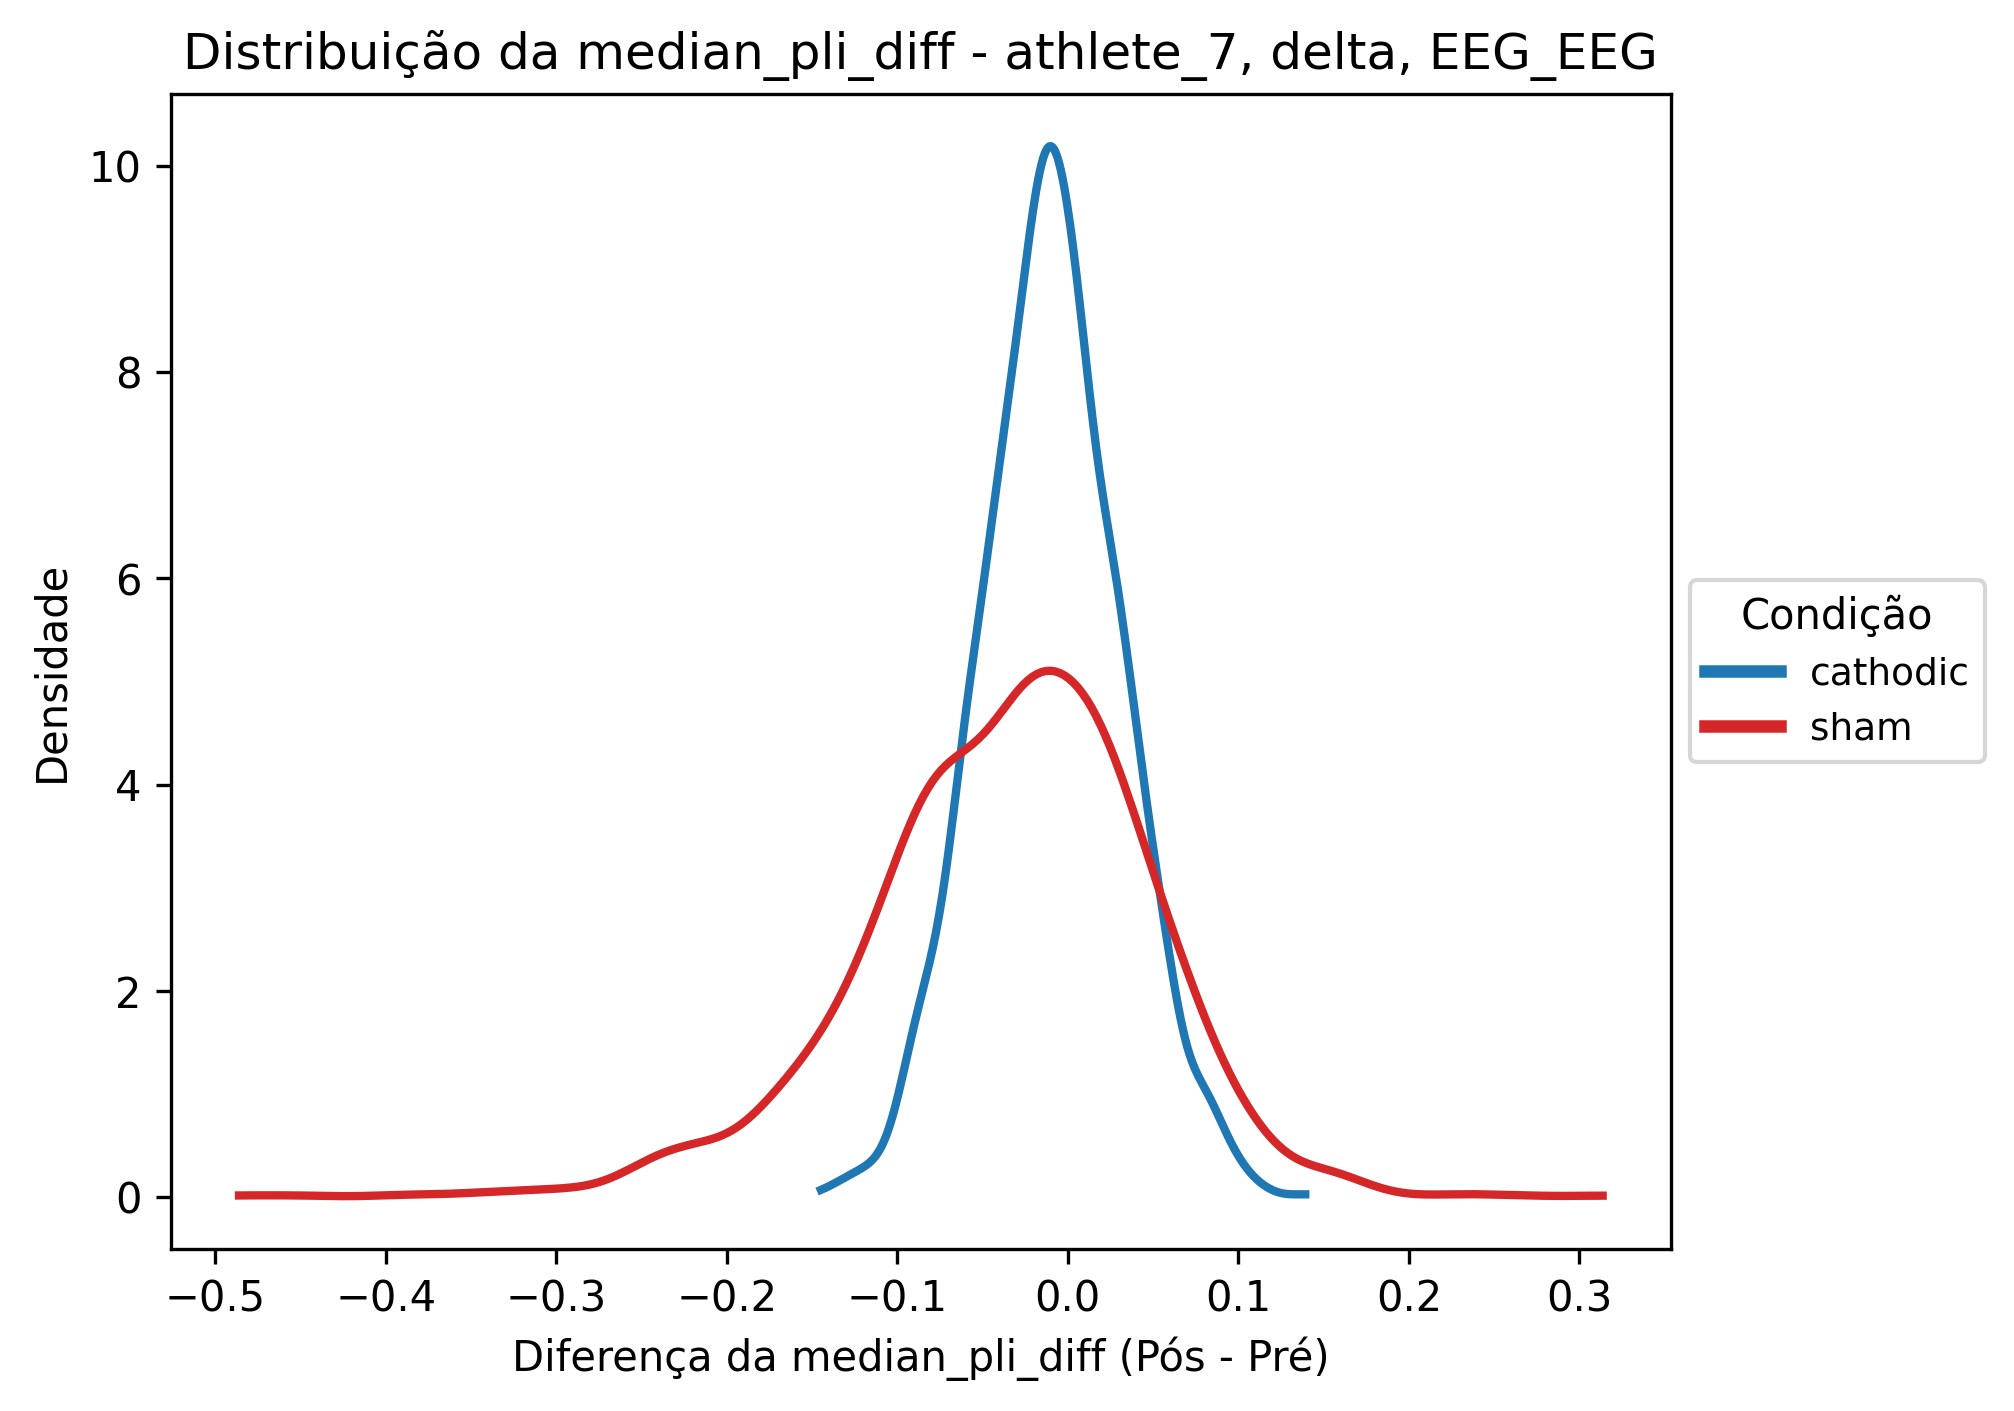 Distribuição da median_pli_diff - athlete_7, delta, EEG_EEG
10
8
6
4
2
0
Densidade
−0.5 −0.4 −0.3 −0.2 −0.1 0.0 0.1 0.2 0.3
Diferença da median_pli_diff (Pós - Pré)
Condição
cathodic
sham